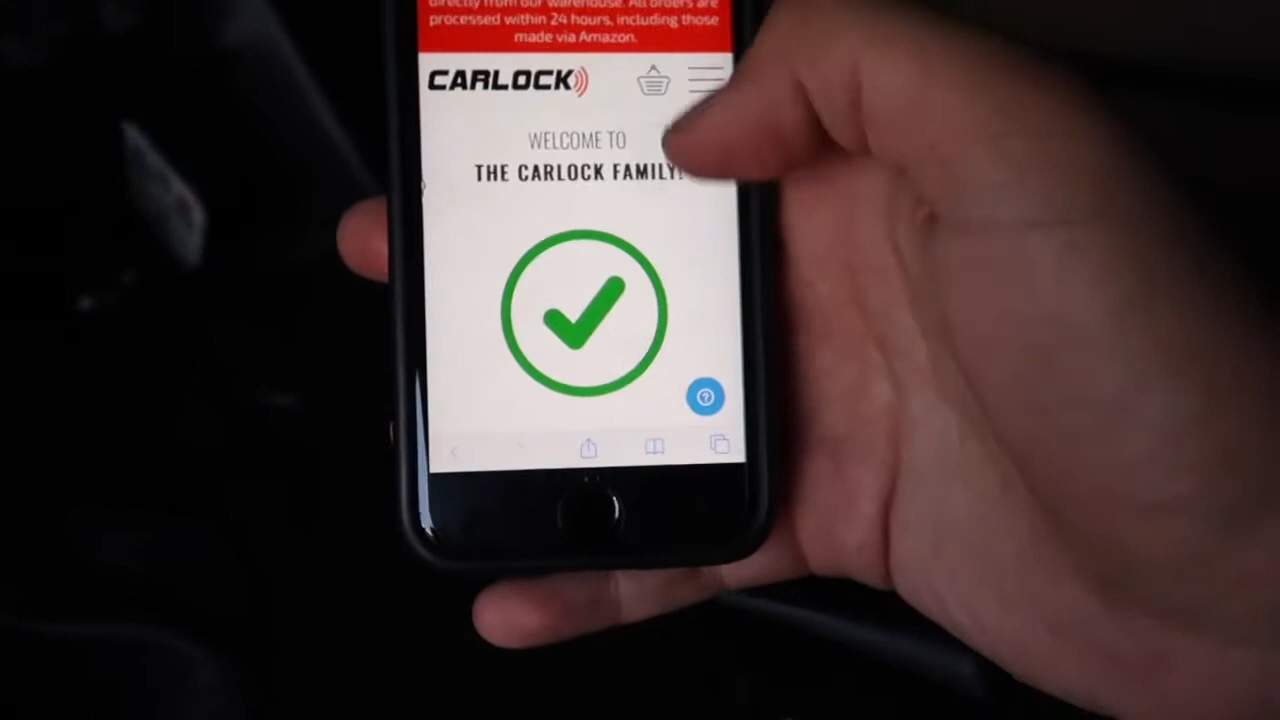 directly from our warehouse. All orders are
processed within 24 hours, including those
made via Amazon.
CARLOCK
WELCOME TO
THE CARLOCK FAMILY!
?